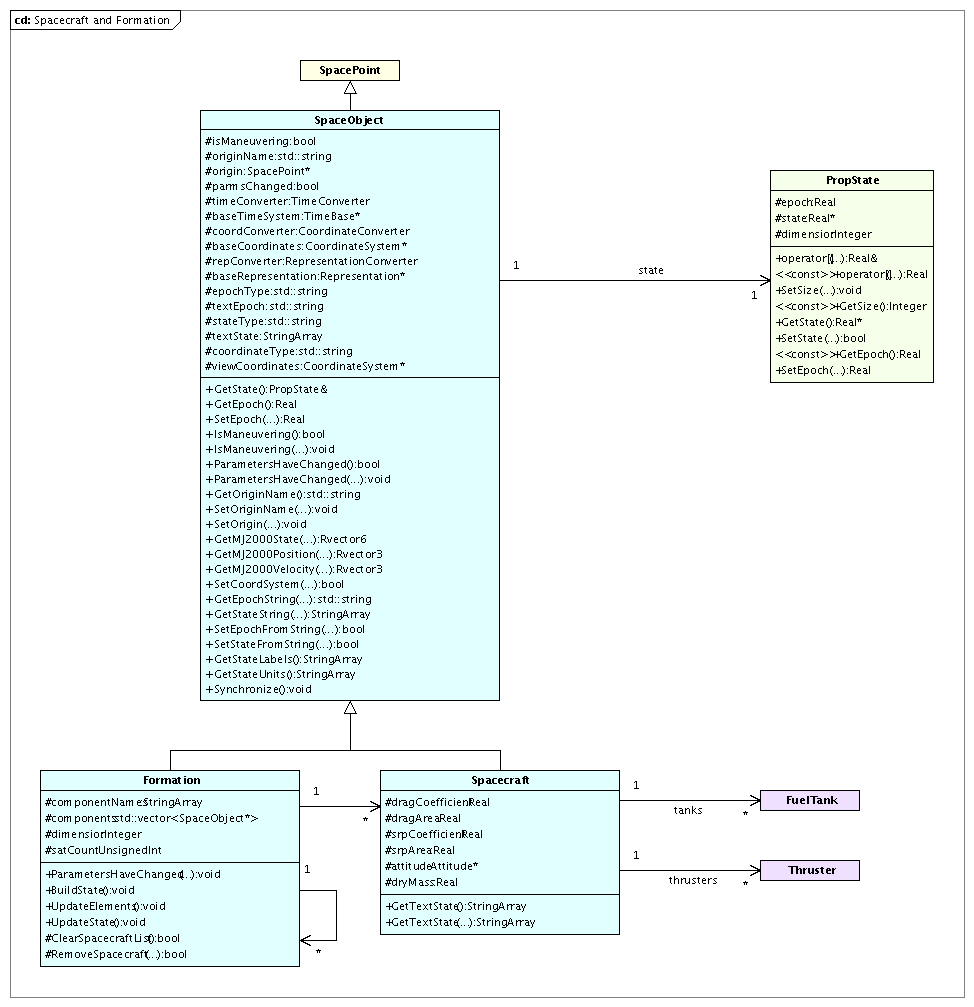 cd: Spacecraft and Formation
SpacePoint
SpaceObject
#isManeuvering:bool
#originName:std::string
#origin:SpacePoint*
#parmsChanged:bool
#timeConverter:TimeConverter
#baseTimeSystem:TimeBase*
#coordConverter:CoordinateConverter
#baseCoordinates:CoordinateSystem*
#repConverter:RepresentationConverter
#baseRepresentation:Representation*
#epochType:std::string
#textEpoch:std::string
#stateType:std::string
#textState:StringArray
#coordinateType:std::string
#viewCoordinates:CoordinateSystem*
+GetState():PropState&
+GetEpoch():Real
+SetEpoch(...):Real
+IsManeuvering():bool
+IsManeuvering(...):void
+ParametersHaveChanged():bool
+ParametersHaveChanged(...):void
+GetOriginName():std::string
+SetOriginName(...):void
+SetOrigin(...):void
+GetMJ2000State(...):Rvector6
+GetMJ2000Position(...):Rvector3
+GetMJ2000Velocity(...):Rvector3
+SetCoordSystem(...):bool
+GetEpochString(...):std::string
+GetStateString(...):StringArray
+SetEpochFromString(...):bool
+SetStateFromString(...):bool
+GetStateLabels():StringArray
+GetStateUnits():StringArray
+Synchronize():void
1
state
1
PropState
#epoch:Real
#state:Real*
#dimension:Integer
+operator[](...):Real&
<<const>>+operator[](...):Real
+SetSize(...):void
<<const>>+GetSize():Integer
+GetState():Real*
+SetState(...):bool
<<const>>+GetEpoch():Real
+SetEpoch(...):Real
Formation
#componentNames:StringArray
#components:std::vector<SpaceObject*>
#dimension:Integer
#satCount:UnsignedInt
+ParametersHaveChanged(...):void
+BuildState():void
+UpdateElements():void
+UpdateState():void
#ClearSpacecraftList():bool
#RemoveSpacecraft(...):bool
1
*
1
*
Spacecraft
#dragCoefficient:Real
#dragArea:Real
#srpCoefficient:Real
#srpArea:Real
#attitude:Attitude*
#dryMass:Real
+GetTextState():StringArray
+GetTextState(...):StringArray
1
tanks
*
FuelTank
1
thrusters
*
Thruster